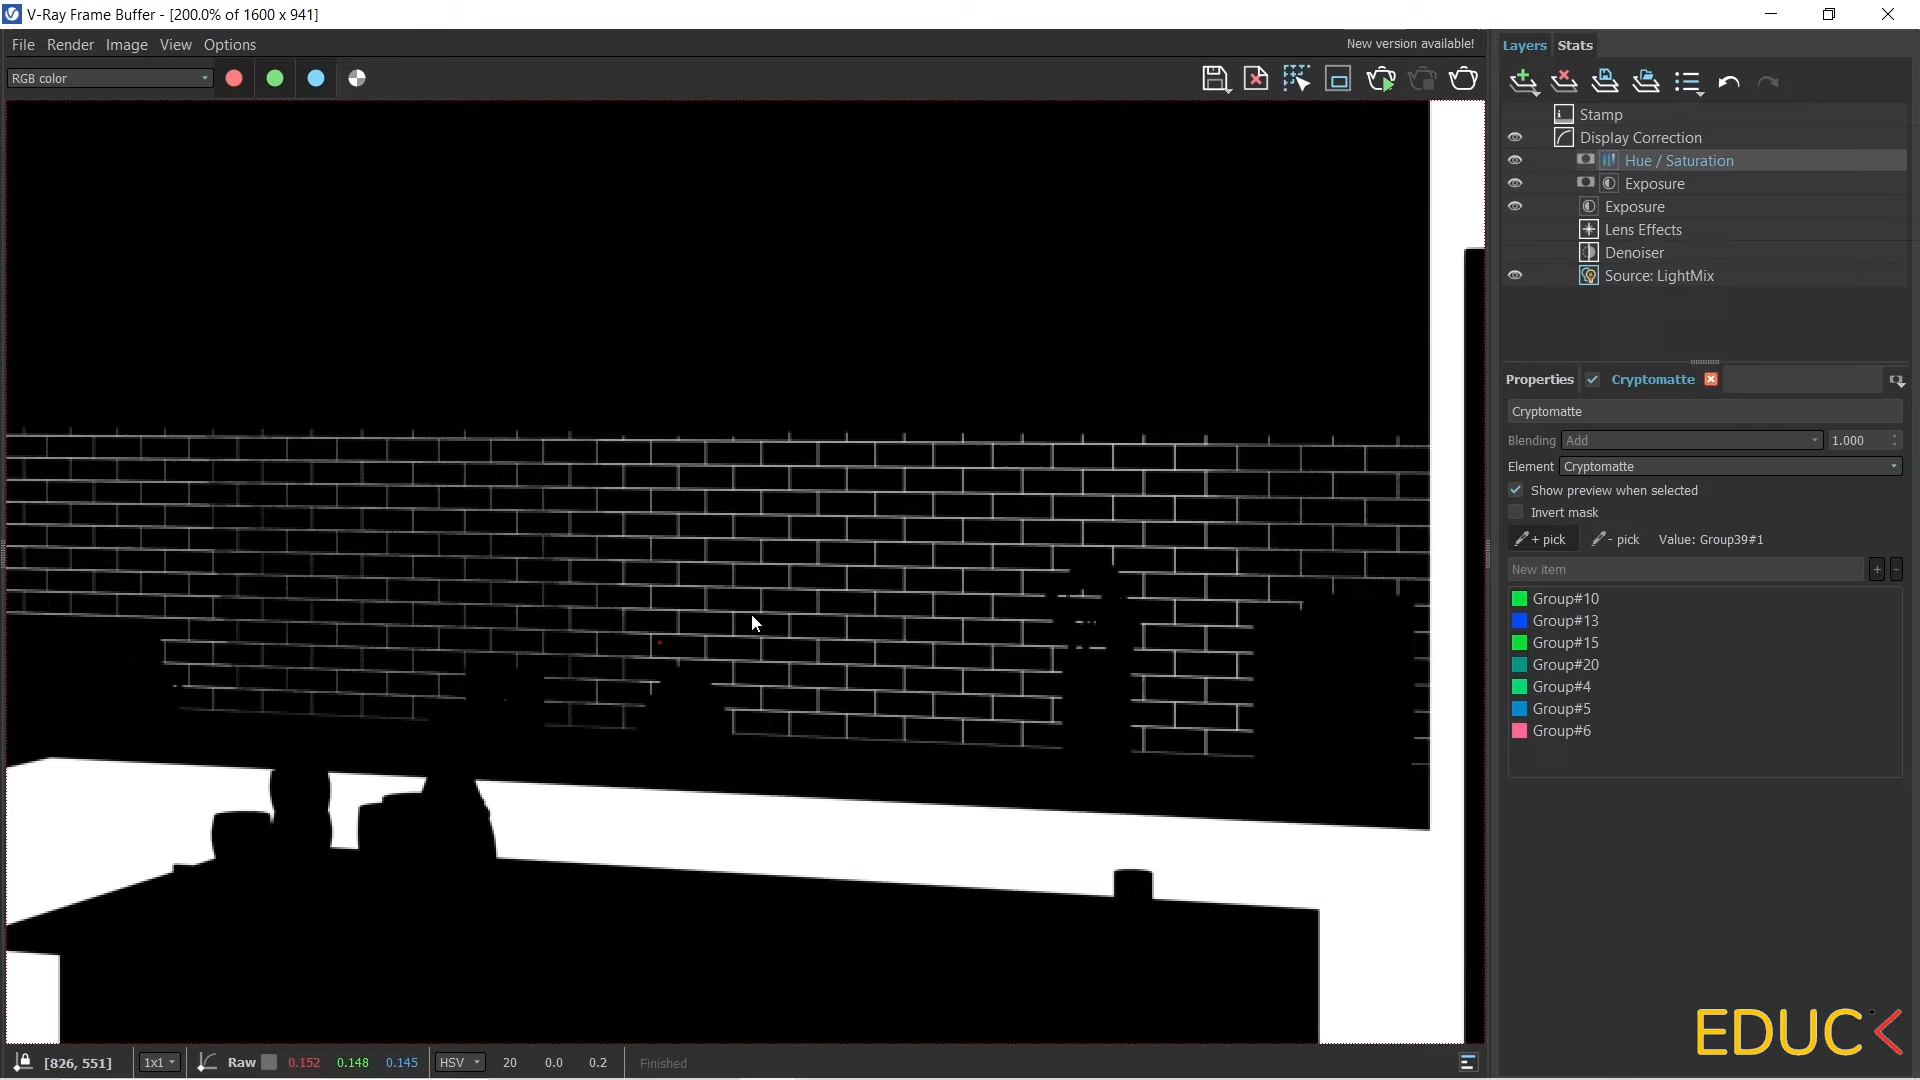 V-Ray Frame Buffer - [200.0% of 1600 x 941]
File Render Image View Options
New version available!
RGB color
Layers Stats
Stamp
Display Correction
Hue / Saturation
Exposure
Exposure
Lens Effects
Denoiser
Source: LightMix
Properties Cryptomatte
Cryptomatte
Blending Add 1.000
Element Cryptomatte
Show preview when selected
Invert mask
+ pick - pick Value: Group39#1
New item + -
Group#10
Group#13
Group#15
Group#20
Group#4
Group#5
Group#6
EDUC
[826, 551] 1x1 Raw 0.152 0.148 0.145 HSV 20 0.0 0.2 Finished